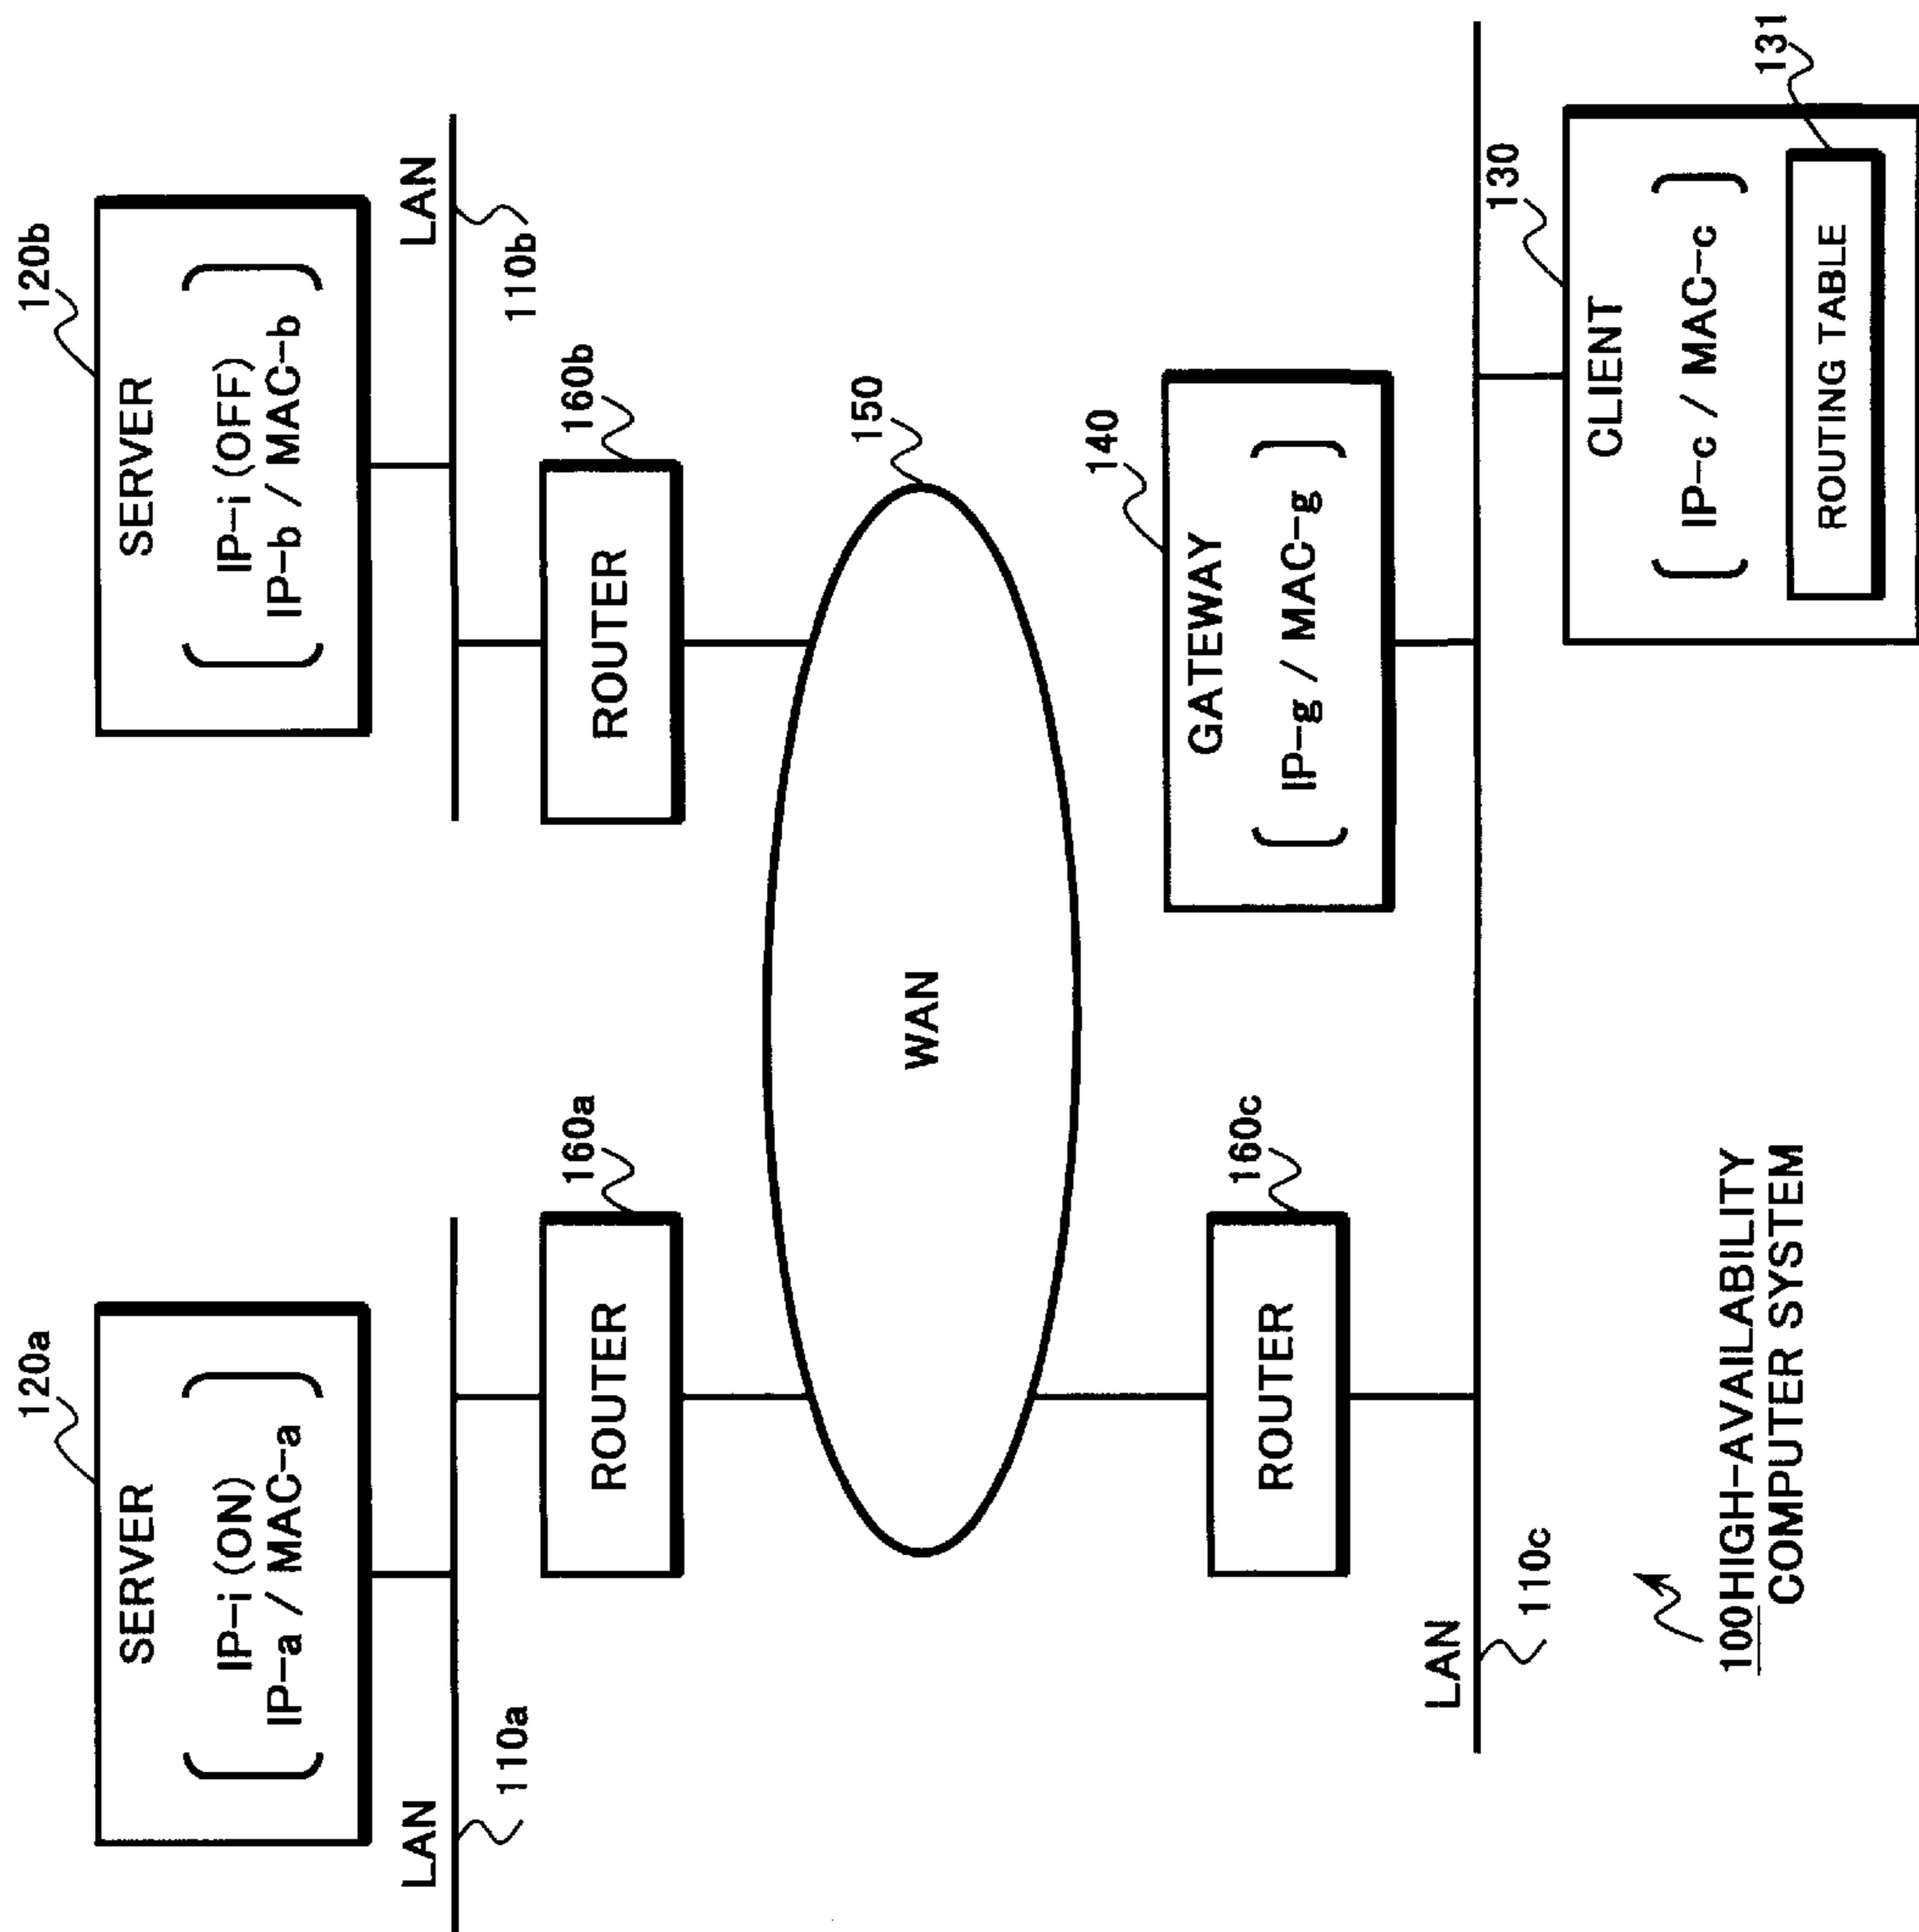 120a
SERVER
IP-i (ON)
IP-a / MAC-a
LAN
110a
120b
SERVER
IP-i (OFF)
IP-b / MAC-b
LAN
110b
160a
ROUTER
160b
ROUTER
150
WAN
160c
ROUTER
140
GATEWAY
IP-g / MAC-g
LAN
110c
130
CLIENT
IP-c / MAC-c
131
ROUTING TABLE
100HIGH-AVAILABILITY
COMPUTER SYSTEM